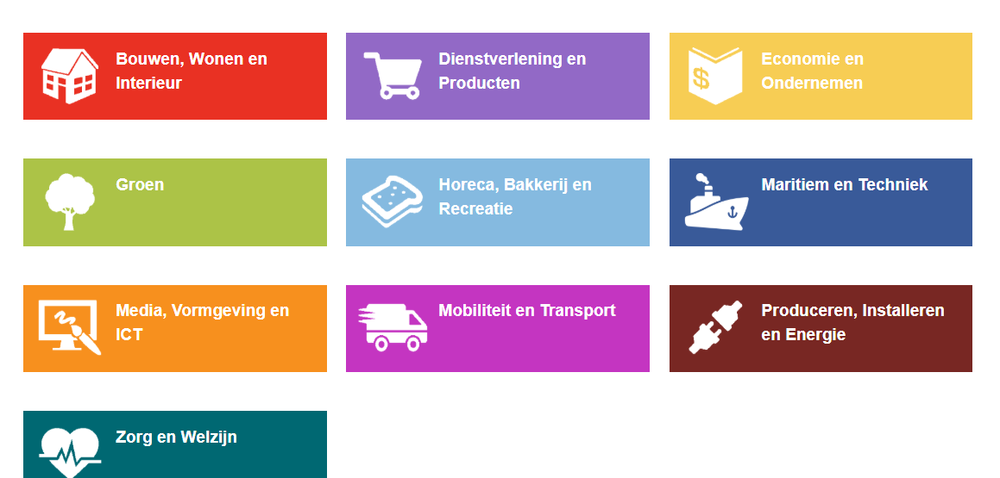 Bouwen, Wonen en
Interieur
Dienstverlening en
Producten
$
Economie en
Ondernemen
Groen
Horeca, Bakkerij en
Recreatie
Maritiem en Techniek
Media, Vormgeving en
ICT
Mobiliteit en Transport
Produceren, Installeren
en Energie
Zorg en Welzijn